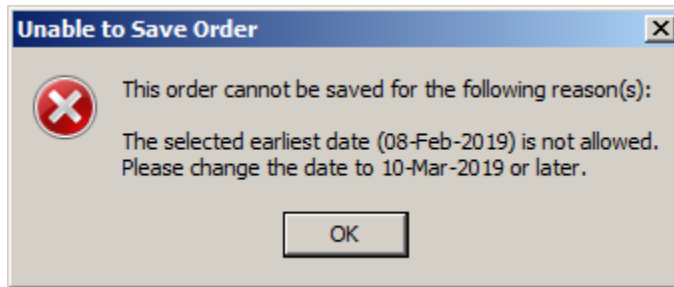 Unable to Save Order
This order cannot be saved for the following reason(s):
The selected earliest date (08-Feb-2019) is not allowed.
Please change the date to 10-Mar-2019 or later.
OK